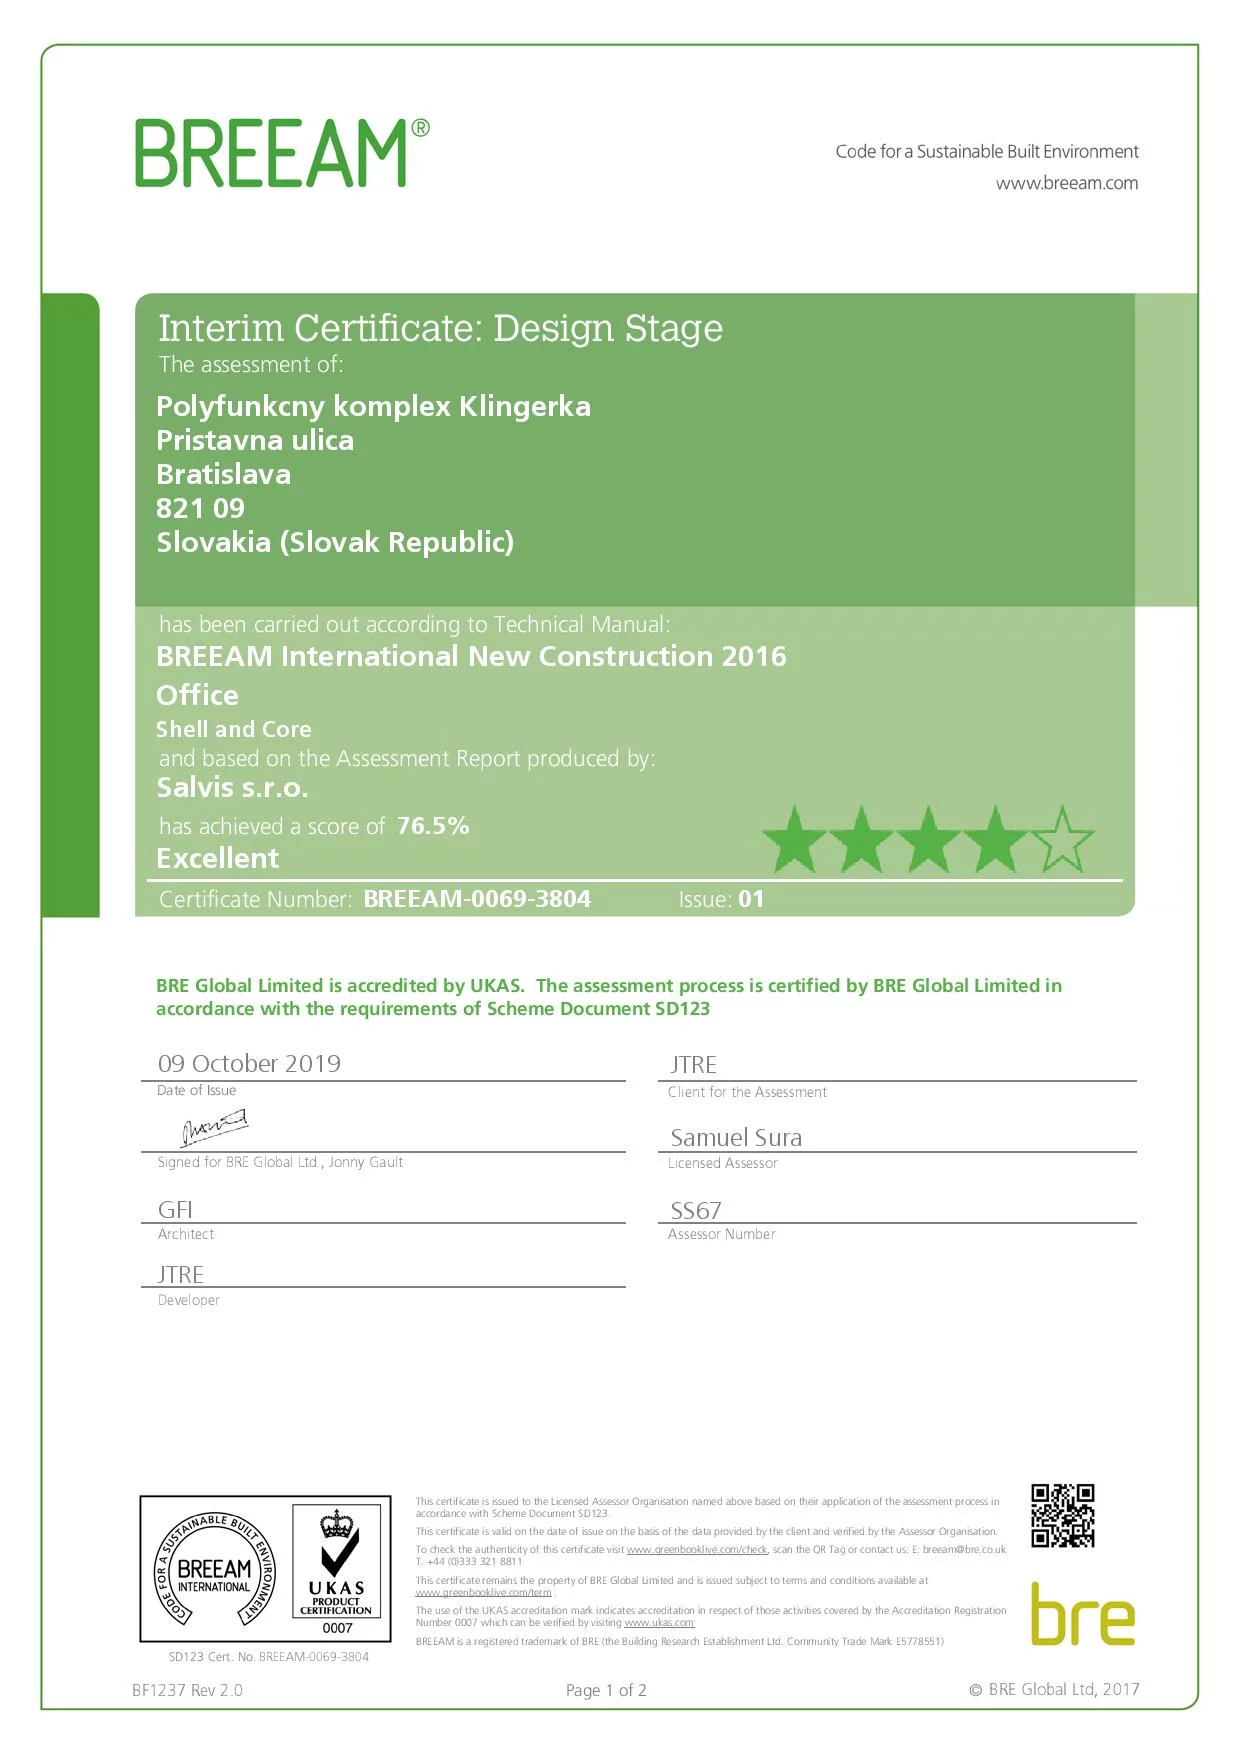 BREEAM®
Code for a Sustainable Built Environment
www.breeam.com
Interim Certificate: Design Stage
The assessment of:
Polyfunkcny komplex Klingerka
Pristavna ulica
Bratislava
821 09
Slovakia (Slovak Republic)
has been carried out according to Technical Manual:
BREEAM International New Construction 2016
Office
Shell and Core
and based on the Assessment Report produced by:
Salvis s.r.o.
has achieved a score of 76.5%
Excellent
Certificate Number: BREEAM-0069-3804 Issue: 01
BRE Global Limited is accredited by UKAS. The assessment process is certified by BRE Global Limited in
accordance with the requirements of Scheme Document SD123
09 October 2019
Date of Issue
JTRE
Client for the Assessment
Signed for BRE Global Ltd., Jonny Gault
Samuel Sura
Licensed Assessor
GFI
Architect
SS67
Assessor Number
JTRE
Developer
CODE FOR A SUSTAINABLE BUILT ENVIRONMENT
BREEAM
INTERNATIONAL
UKAS
PRODUCT
CERTIFICATION
0007
SD123 Cert. No. BREEAM-0069-3804
This certificate is issued to the Licensed Assessor Organisation named above based on their application of the assessment process in
accordance with Scheme Document SD123.
This certificate is valid on the date of issue on the basis of the data provided by the client and verified by the Assessor Organisation.
To check the authenticity of this certificate visit www.greenbooklive.com/check, scan the QR Tag or contact us: E: breeam@bre.co.uk
T. +44 (0)333 321 8811
This certificate remains the property of BRE Global Limited and is issued subject to terms and conditions available at
www.greenbooklive.com/term .
The use of the UKAS accreditation mark indicates accreditation in respect of those activities covered by the Accreditation Registration
Number 0007 which can be verified by visiting www.ukas.com
BREEAM is a registered trademark of BRE (the Building Research Establishment Ltd. Community Trade Mark E5778551)
bre
BF1237 Rev 2.0
Page 1 of 2
© BRE Global Ltd, 2017